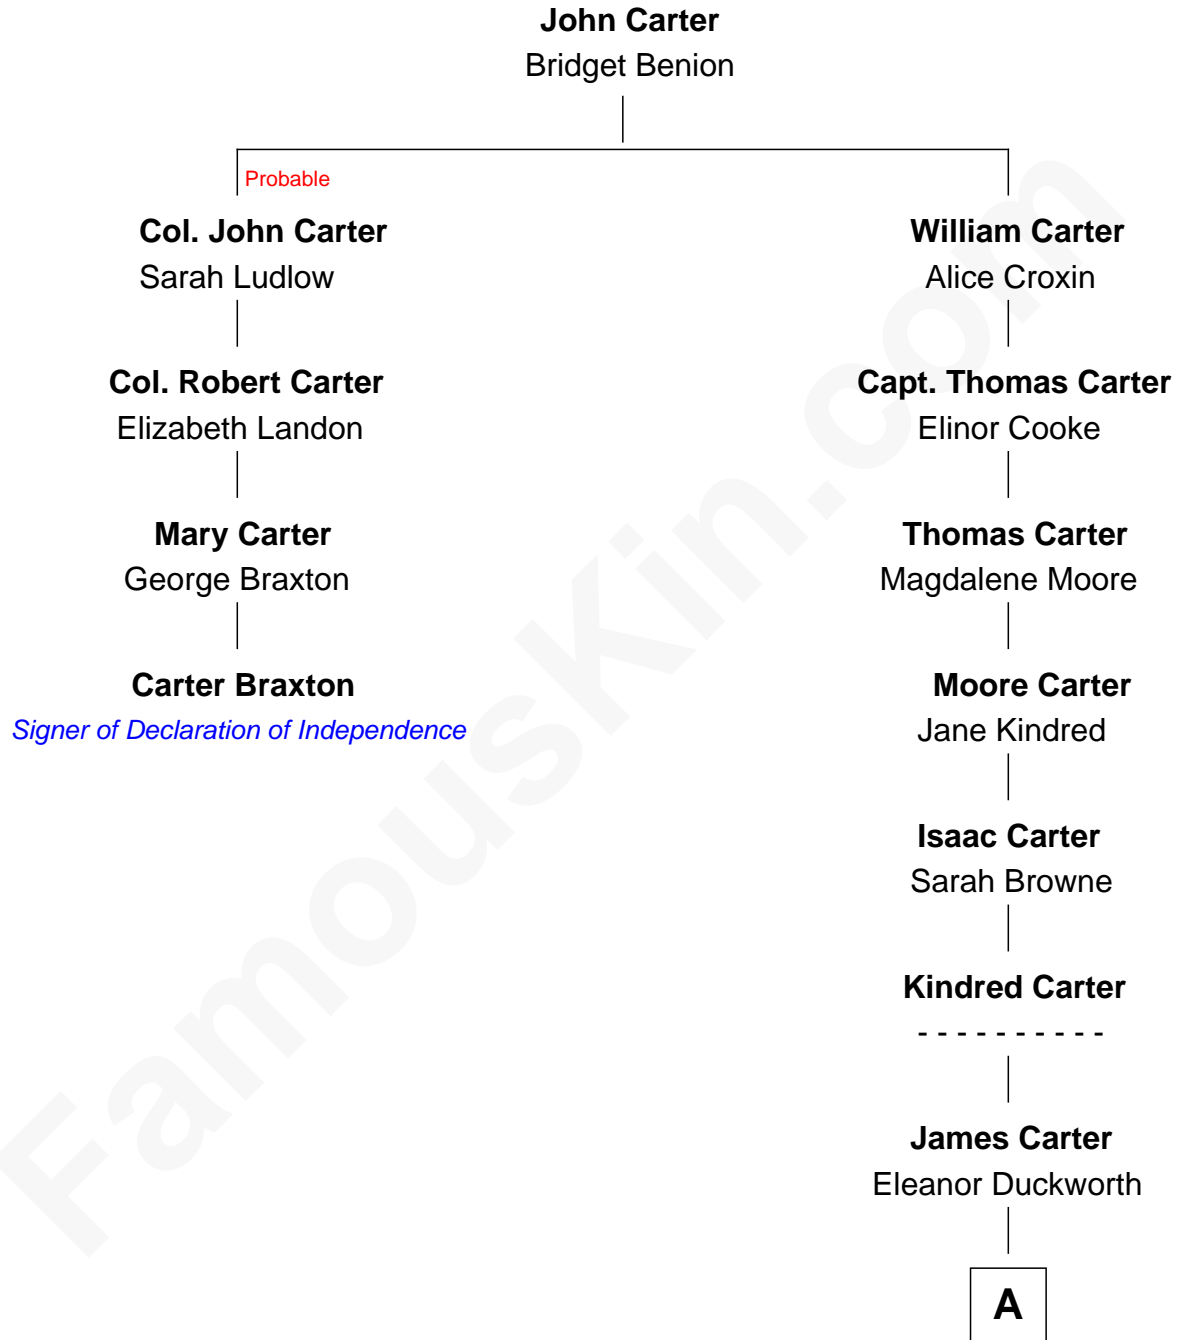 John Carter
Bridget Benion
Probable
Col. John Carter
Sarah Ludlow
William Carter
Alice Croxin
Col. Robert Carter
Elizabeth Landon
Capt. Thomas Carter
Elinor Cooke
Mary Carter
George Braxton
Thomas Carter
Magdalene Moore
Carter Braxton
Signer of Declaration of Independence
Moore Carter
Jane Kindred
Isaac Carter
Sarah Browne
Kindred Carter
- - - - - - - - - -
James Carter
Eleanor Duckworth
A
FamousKin.com